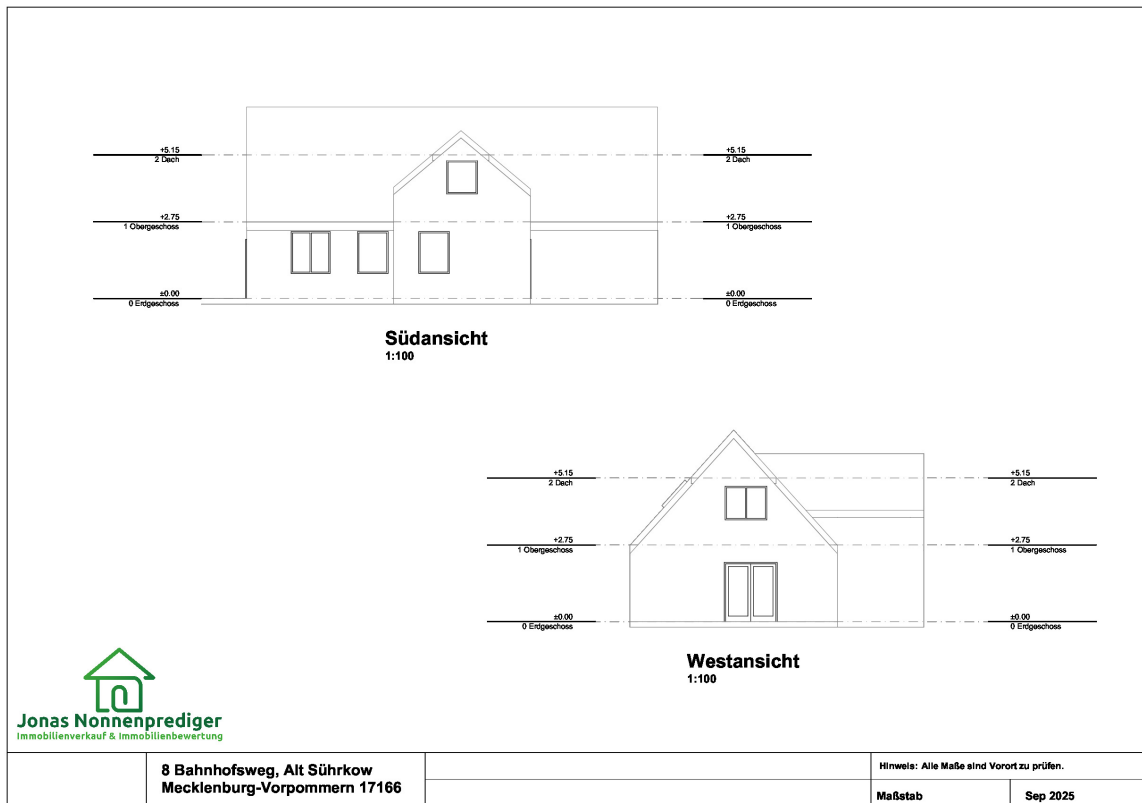 +5.15
2 Dach
+5.15
2 Dach
+2.75
1 Obergeschoss
+2.75
1 Obergeschoss
±0.00
0 Erdgeschoss
±0.00
0 Erdgeschoss
Südansicht
1:100
+5.15
2 Dach
+5.15
2 Dach
+2.75
1 Obergeschoss
+2.75
1 Obergeschoss
±0.00
0 Erdgeschoss
±0.00
0 Erdgeschoss
Westansicht
1:100
Jonas Nonnenprediger
Immobilienverkauf & Immobilienbewertung
8 Bahnhofsweg, Alt Sührkow
Mecklenburg-Vorpommern 17166
Hinweis: Alle Maße sind Vorort zu prüfen.
Maßstab
Sep 2025